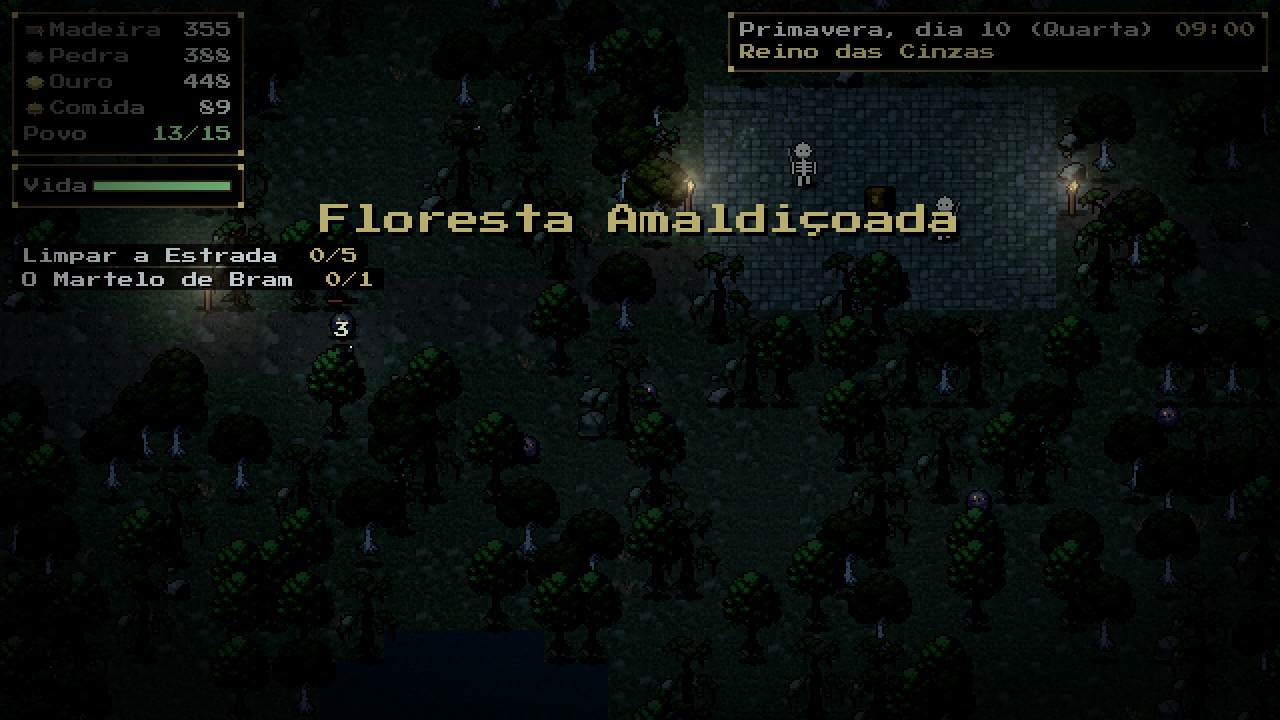 Madeira 355
Pedra 388
Ouro 448
Comida 89
Povo 13/15
Vida
Primavera, dia 10 (Quarta) 09:00
Reino das Cinzas
Floresta Amaldiçoada
Limpar a Estrada 0/5
O Martelo de Bram 0/1
3